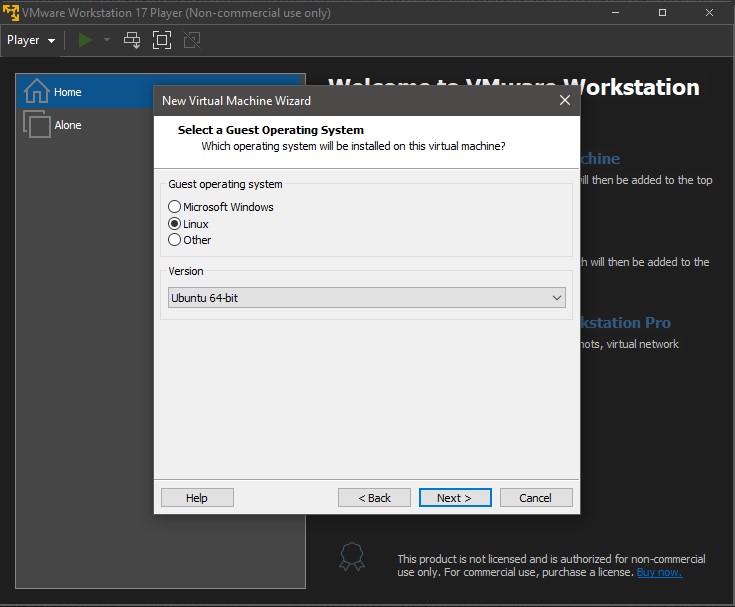 VMware Workstation 17 Player (Non-commercial use only)
Player
Home
Alone
Welcome to VMware Workstation
New Virtual Machine Wizard
Select a Guest Operating System
Which operating system will be installed on this virtual machine?
Guest operating system
Microsoft Windows
Linux
Other
Version
Ubuntu 64-bit
Help
< Back
Next >
Cancel
will then be added to the top
will then be added to the
Pro
virtual network
This product is not licensed and is authorized for non-commercial
use only. For commercial use, purchase a license. Buy now.